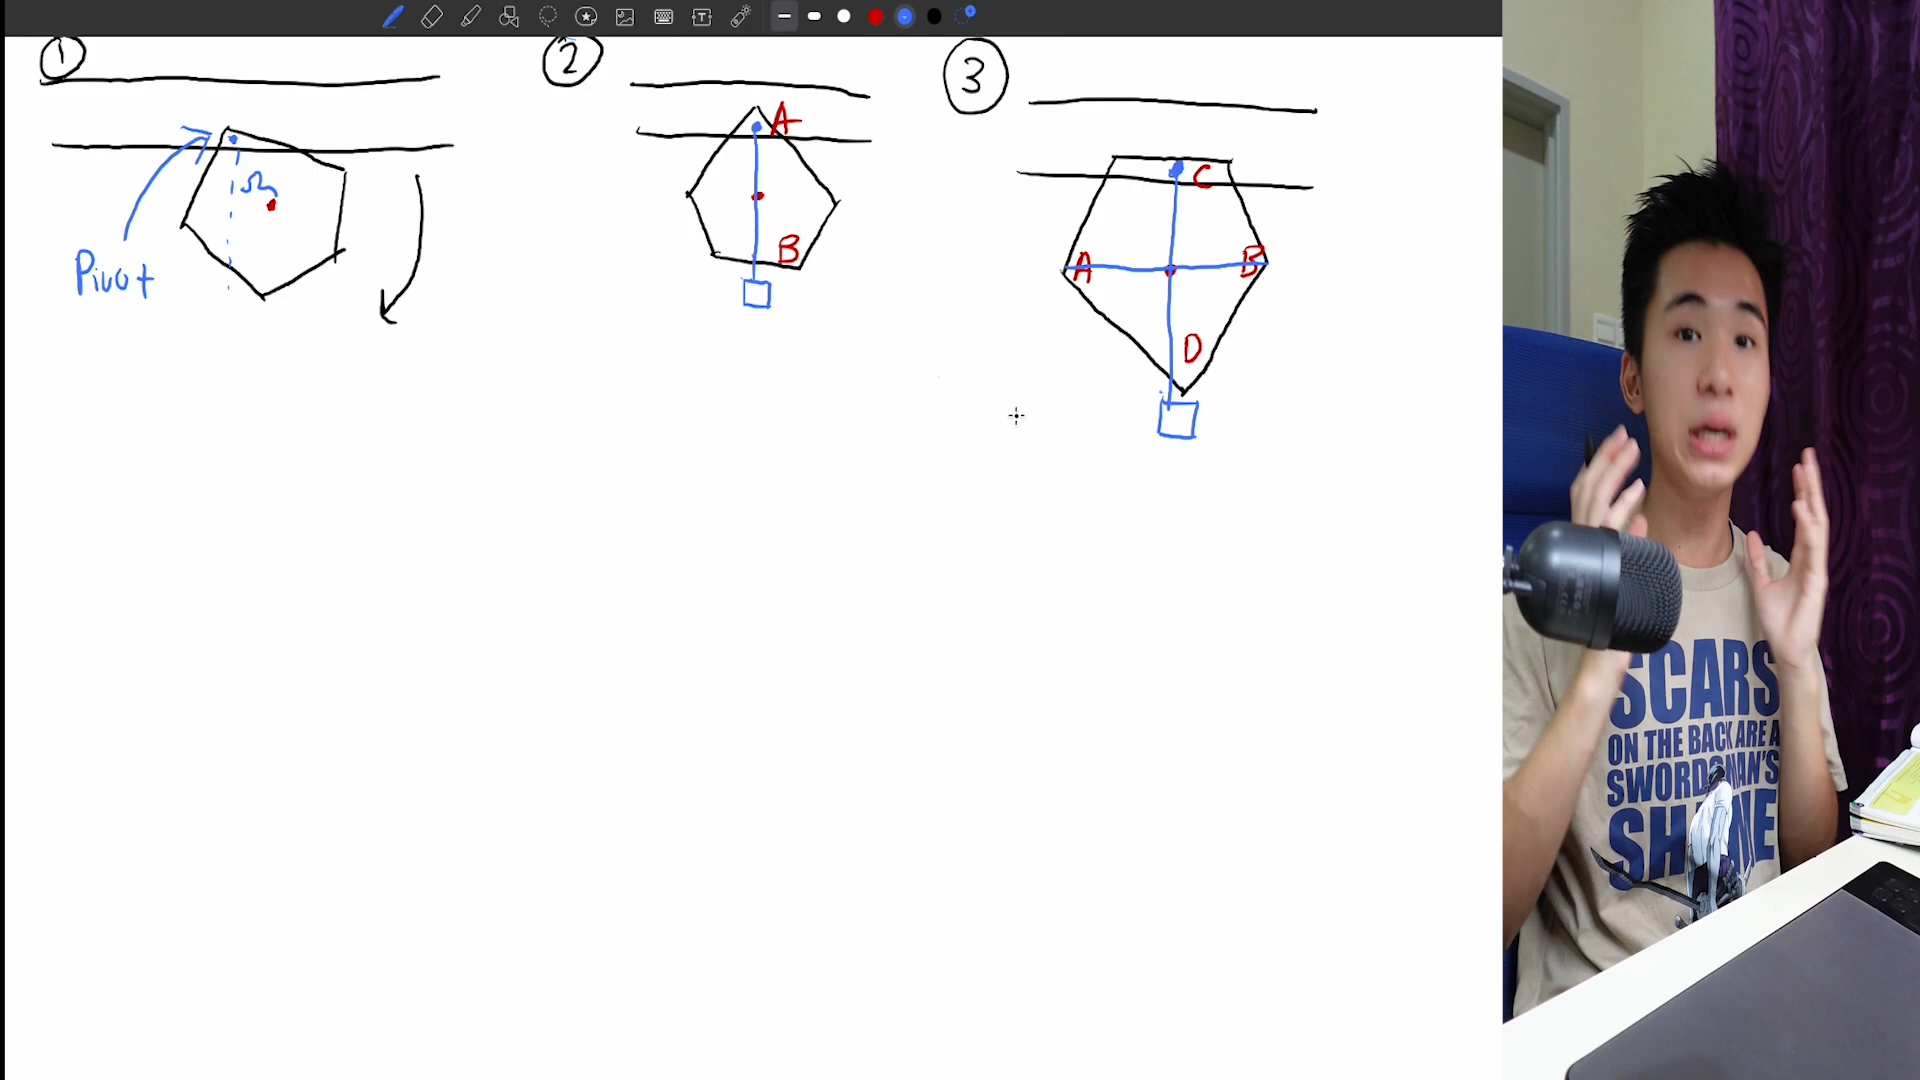 1
2
3
Pivot
A
B
C
A
B
D
SCARS
ON THE BACK ARE A
SWORDSMAN'S
SHAME